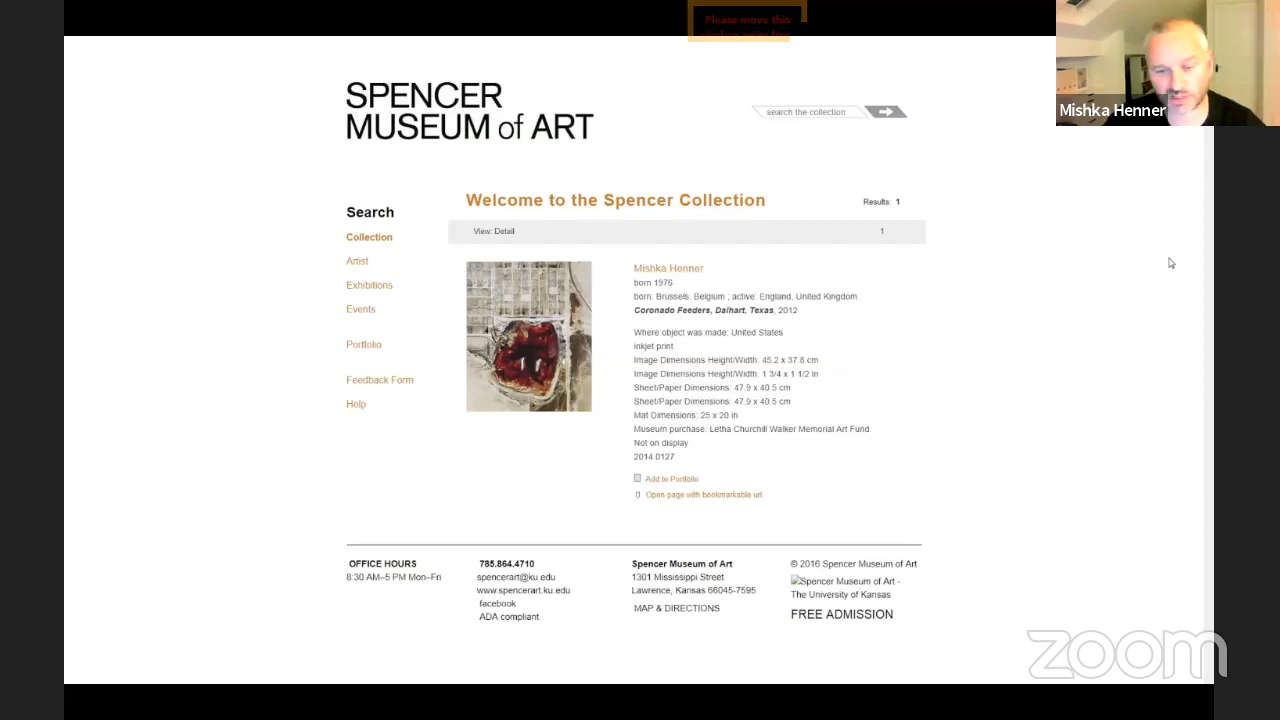 Please move this
Mishka Henner
SPENCER
MUSEUM of ART
search the collection
Search
Collection
Artist
Exhibitions
Events
Portfolio
Feedback Form
Help
Welcome to the Spencer Collection
Results: 1
View: Detail
1
Mishka Henner
born 1976
born: Brussels, Belgium ; active: England, United Kingdom
Coronado Feeders, Dalhart, Texas, 2012
Where object was made: United States
inkjet print
Image Dimensions Height/Width: 45.2 x 37.8 cm
Image Dimensions Height/Width: 1 3/4 x 1 1/2 in
Sheet/Paper Dimensions: 47.9 x 40.5 cm
Sheet/Paper Dimensions: 47.9 x 40.5 cm
Mat Dimensions: 25 x 20 in
Museum purchase: Letha Churchill Walker Memorial Art Fund
Not on display
2014.0127
Add to Portfolio
Open page with bookmarkable url
OFFICE HOURS
8:30 AM–5 PM Mon–Fri
785.864.4710
spencerart@ku.edu
www.spencerart.ku.edu
facebook
ADA compliant
Spencer Museum of Art
1301 Mississippi Street
Lawrence, Kansas 66045-7595
MAP & DIRECTIONS
© 2016 Spencer Museum of Art
Spencer Museum of Art -
The University of Kansas
FREE ADMISSION
zoom